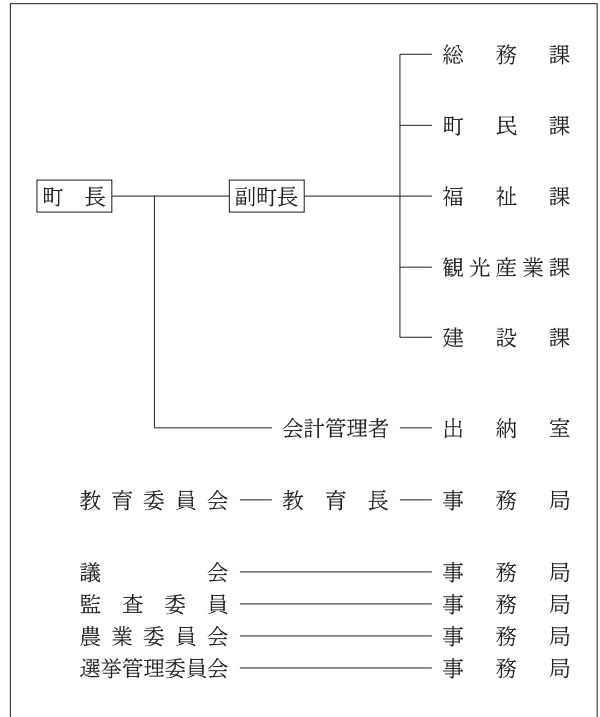 総務課
町民課
町長 副町長 福祉課
観光産業課
建設課
会計管理者 出納室
教育委員会 教育長 事務局
議会 事務局
監査委員 事務局
農業委員会 事務局
選挙管理委員会 事務局